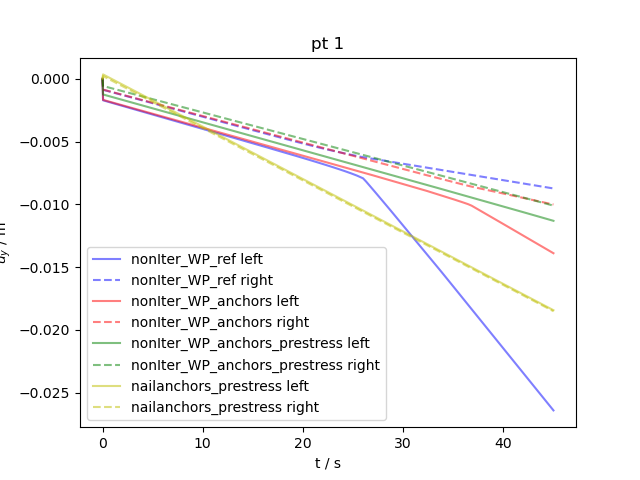 pt 1
0.000
−0.005
−0.010
−0.015
−0.020
−0.025
/ m
nonIter_WP_ref left
nonIter_WP_ref right
nonIter_WP_anchors left
nonIter_WP_anchors right
nonIter_WP_anchors_prestress left
nonIter_WP_anchors_prestress right
nailanchors_prestress left
nailanchors_prestress right
0 10 20 30 40
t / s